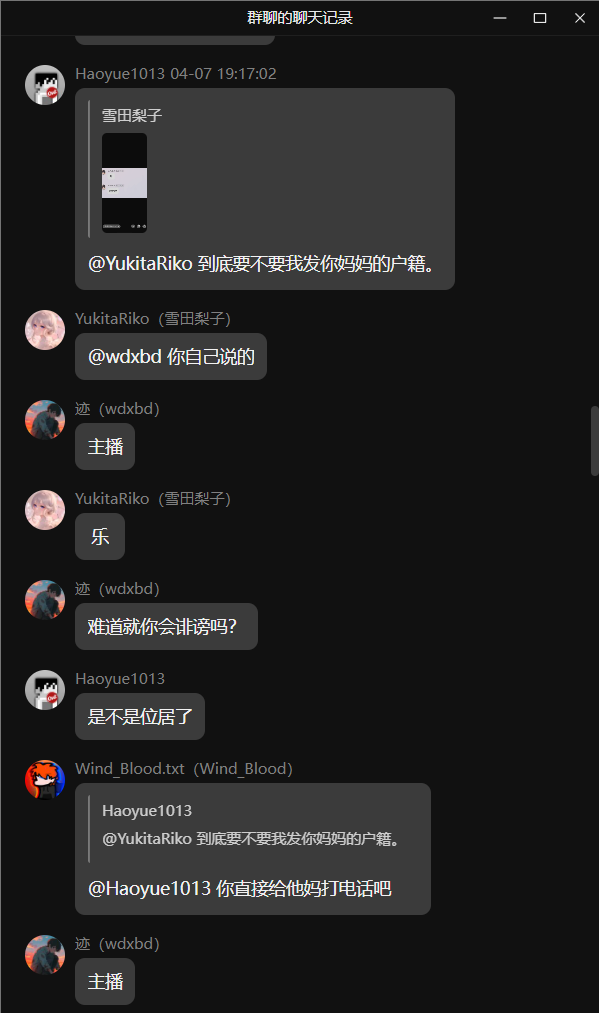 群聊的聊天记录
Haoyue1013 04-07 19:17:02
雪田梨子
@YukitaRiko 到底要不要我发你妈妈的户籍。
YukitaRiko（雪田梨子）
@wdxbd 你自己说的
迹（wdxbd）
主播
YukitaRiko（雪田梨子）
乐
迹（wdxbd）
难道就你会诽谤吗？
Haoyue1013
是不是位居了
Wind_Blood.txt（Wind_Blood）
Haoyue1013
@YukitaRiko 到底要不要我发你妈妈的户籍。
@Haoyue1013 你直接给他妈打电话吧
迹（wdxbd）
主播